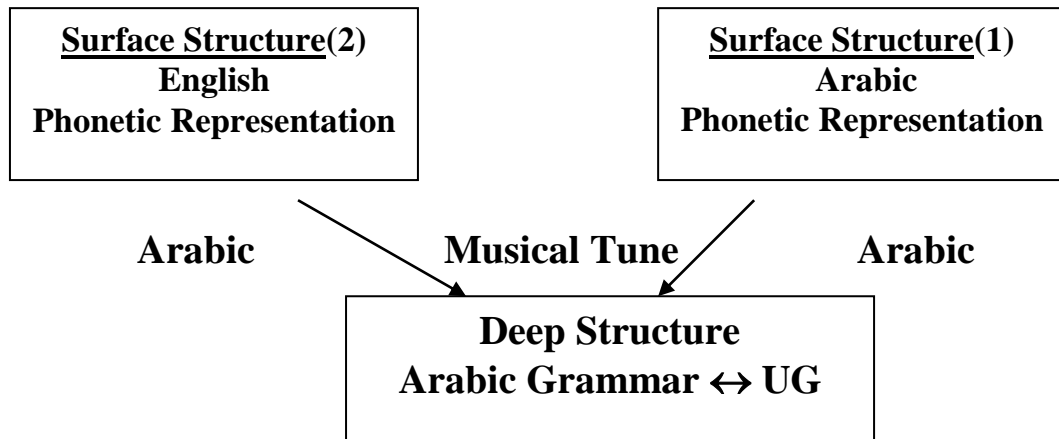 Surface Structure(2)
English
Phonetic Representation
Surface Structure(1)
Arabic
Phonetic Representation
Arabic
Musical Tune
Arabic
Deep Structure
Arabic Grammar ↔ UG